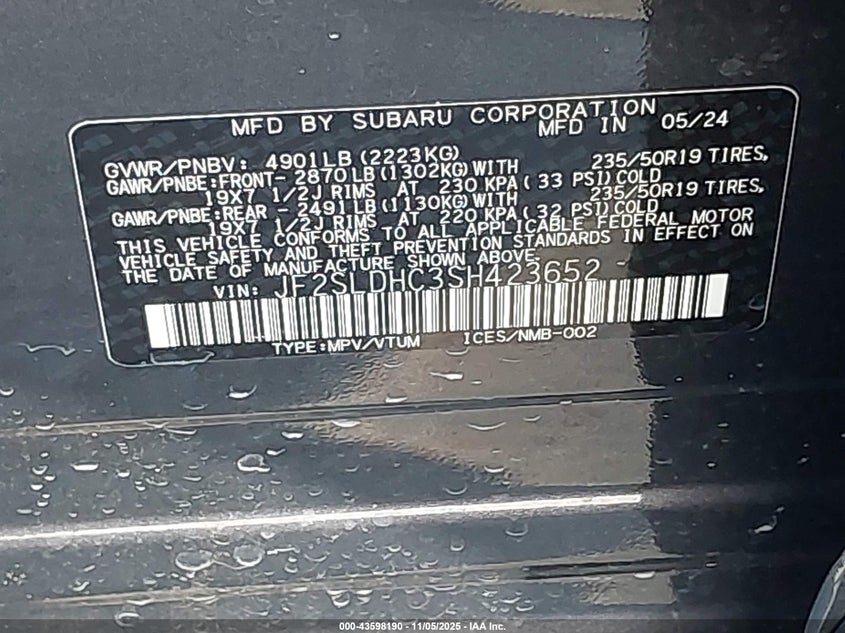 MFD BY SUBARU CORPORATION
MFD IN 05/24
GVWR/PNBV: 4901LB(2223KG)
GAWR/PNBE:FRONT- 2870LB(1302KG)WITH 235/50R19 TIRES,
19X7 1/2J RIMS AT 230 KPA( 33 PSI)COLD
GAWR/PNBE:REAR - 2491LB(1130KG)WITH 235/50R19 TIRES,
19X7 1/2J RIMS AT 220 KPA( 32 PSI)COLD
THIS VEHICLE CONFORMS TO ALL APPLICABLE FEDERAL MOTOR
VEHICLE SAFETY AND THEFT PREVENTION STANDARDS IN EFFECT ON
THE DATE OF MANUFACTURE SHOWN ABOVE.
VIN: JF2SLDHC3SH423652
TYPE:MPV/VTUM ICES/NMB-002
000-43598190 - 11/05/2025 - IAA Inc.